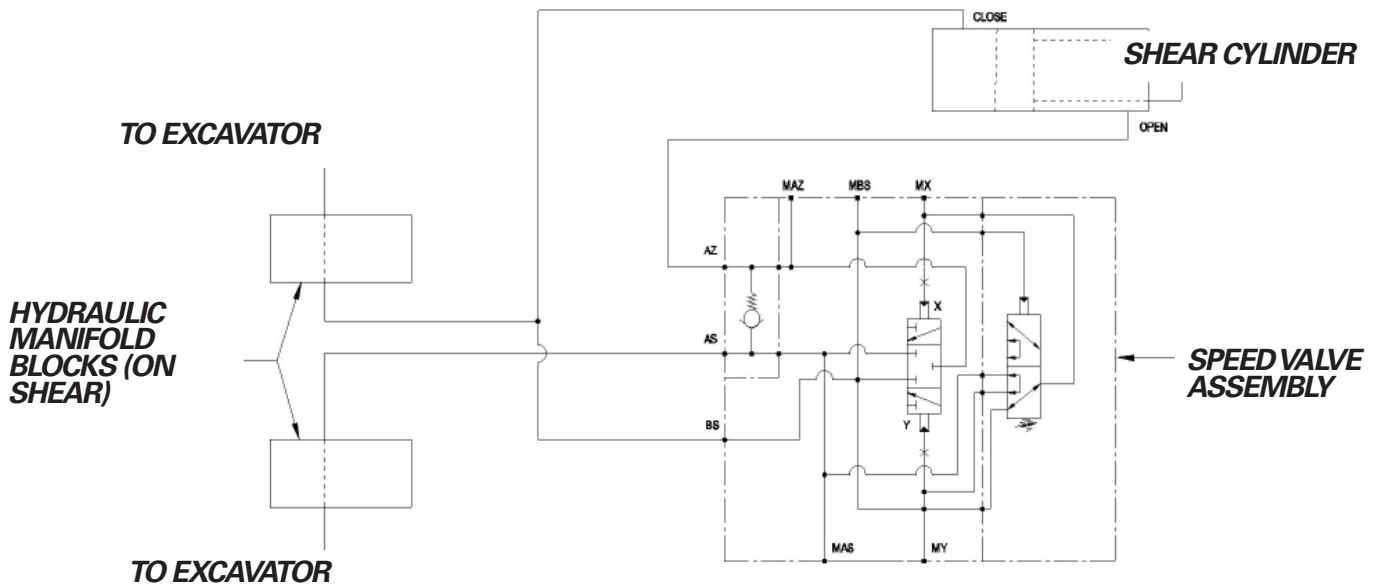 CLOSE
SHEAR CYLINDER
TO EXCAVATOR
OPEN
MAZ
MBS
MX
AZ
X
HYDRAULIC
MANIFOLD
BLOCKS (ON
SHEAR)
AS
SPEED VALVE
ASSEMBLY
Y
BS
MAS
MY
TO EXCAVATOR